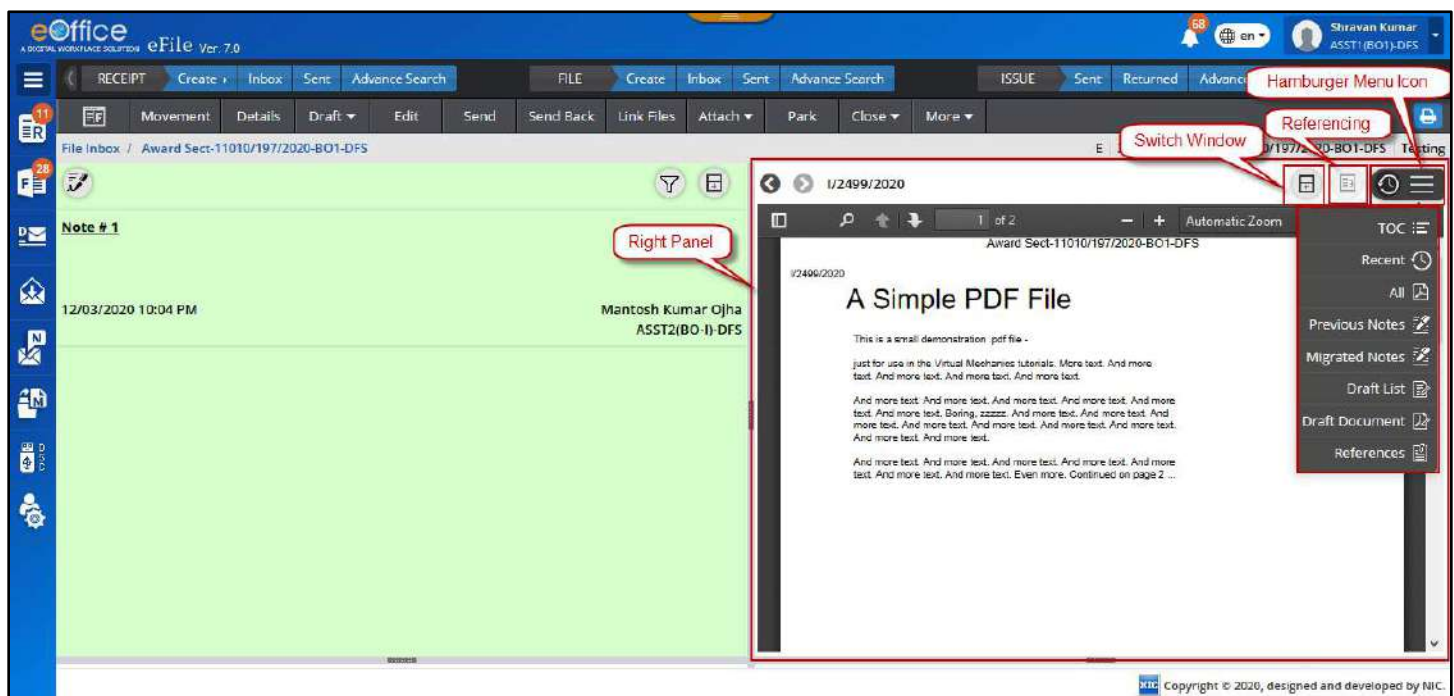 eOffice
A DIGITAL WORKPLACE SOLUTION eFile Ver. 7.0
68
en
Shravan Kumar
ASST1(BO1)-DFS
RECEIPT Create Inbox Sent Advance Search FILE Create Inbox Sent Advance Search ISSUE Sent Returned
Hamburger Menu Icon
Movement Details Draft Edit Send Send Back Link Files Attach Park Close More
Referencing
Switch Window
11
R
File Inbox / Award Sect-11010/197/2020-BO1-DFS
E
/197/2020-BO1-DFS Testing
28
F
I/2499/2020
1 of 2 − + Automatic Zoom
Note # 1
Right Panel
Award Sect-11010/197/2020-BO1-DFS
I/2499/2020
A Simple PDF File
This is a small demonstration .pdf file -
just for use in the Virtual Mechanics tutorials. More text. And more
text. And more text. And more text. And more text.
And more text. And more text. And more text. And more text. And more
text. And more text. Boring, zzzzz. And more text. And more text. And
more text. And more text. And more text. And more text. And more text.
And more text. And more text.
And more text. And more text. And more text. And more text. And more
text. And more text. And more text. Even more. Continued on page 2 ...
12/03/2020 10:04 PM
Mantosh Kumar Ojha
ASST2(BO-I)-DFS
TOC
Recent
All
Previous Notes
Migrated Notes
Draft List
Draft Document
References
D
N
M
DSC
NIC Copyright © 2020, designed and developed by NIC.